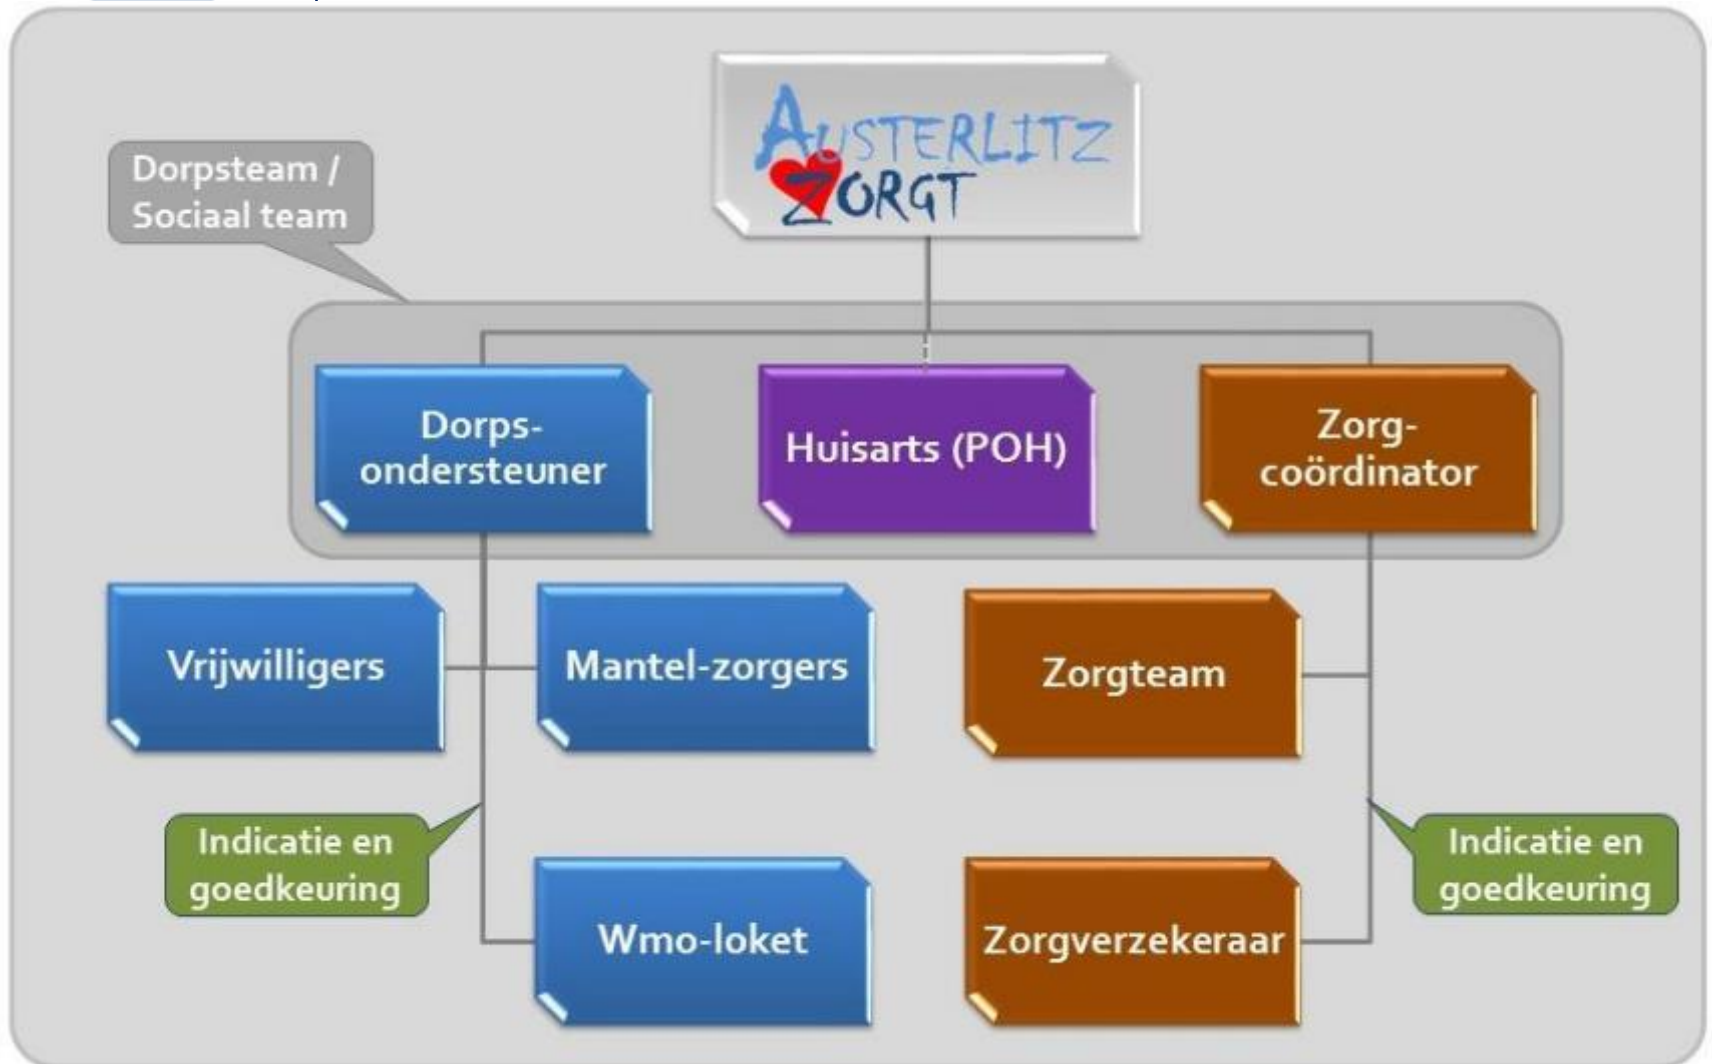 AUSTERLITZ
ZORGT
Dorpsteam /
Sociaal team
Dorps-
ondersteuner
Huisarts (POH)
Zorg-
coördinator
Vrijwilligers
Mantel-zorgers
Zorgteam
Indicatie en
goedkeuring
Indicatie en
goedkeuring
Wmo-loket
Zorgverzekeraar